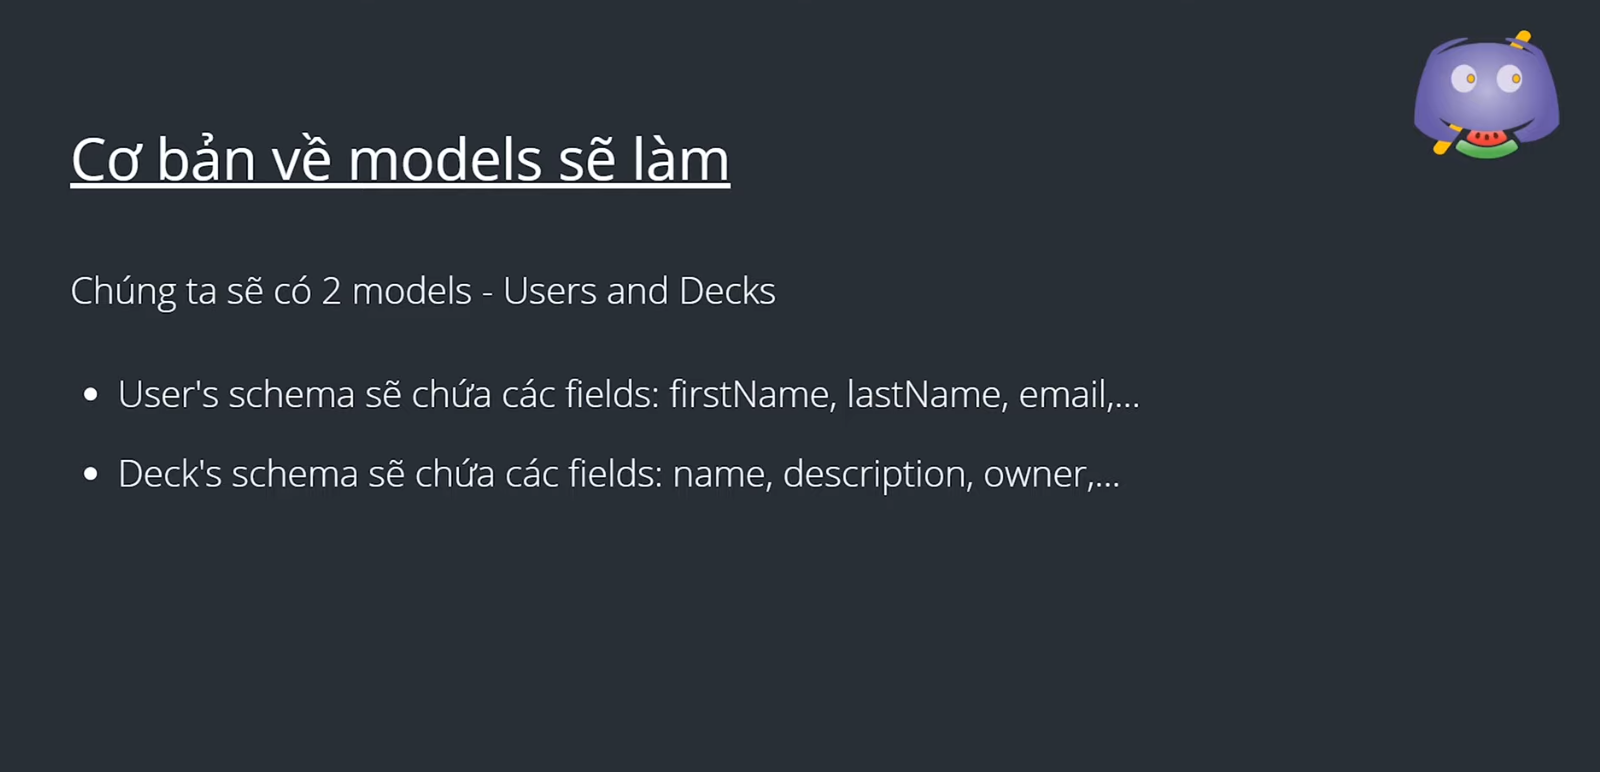 Cơ bản về models sẽ làm
Chúng ta sẽ có 2 models - Users and Decks
User's schema sẽ chứa các fields: firstName, lastName, email,...
Deck's schema sẽ chứa các fields: name, description, owner,...